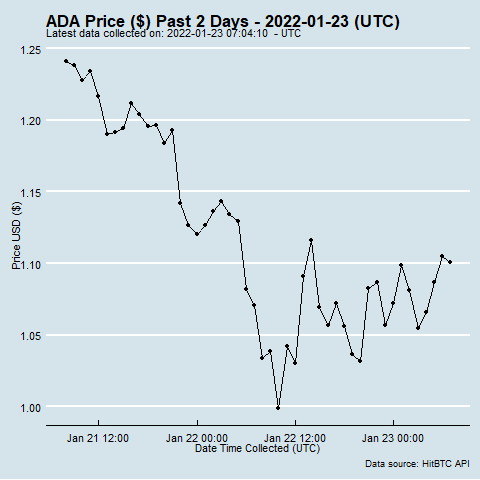 ADA Price ($) Past 2 Days - 2022-01-23 (UTC)
Latest data collected on: 2022-01-23 07:04:10  - UTC
1.25
1.20
1.15
1.10
1.05
1.00
Price USD ($)
Jan 21 12:00 Jan 22 00:00 Jan 22 12:00 Jan 23 00:00
Date Time Collected (UTC)
Data source: HitBTC API